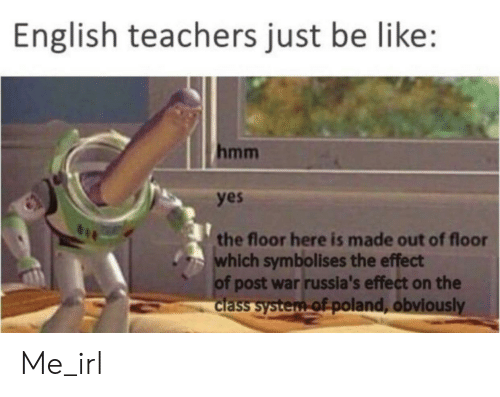 English teachers just be like:
hmm
yes
the floor here is made out of floor
which symbolises the effect
of post war russia's effect on the
class system of poland, obviously
Me_irl